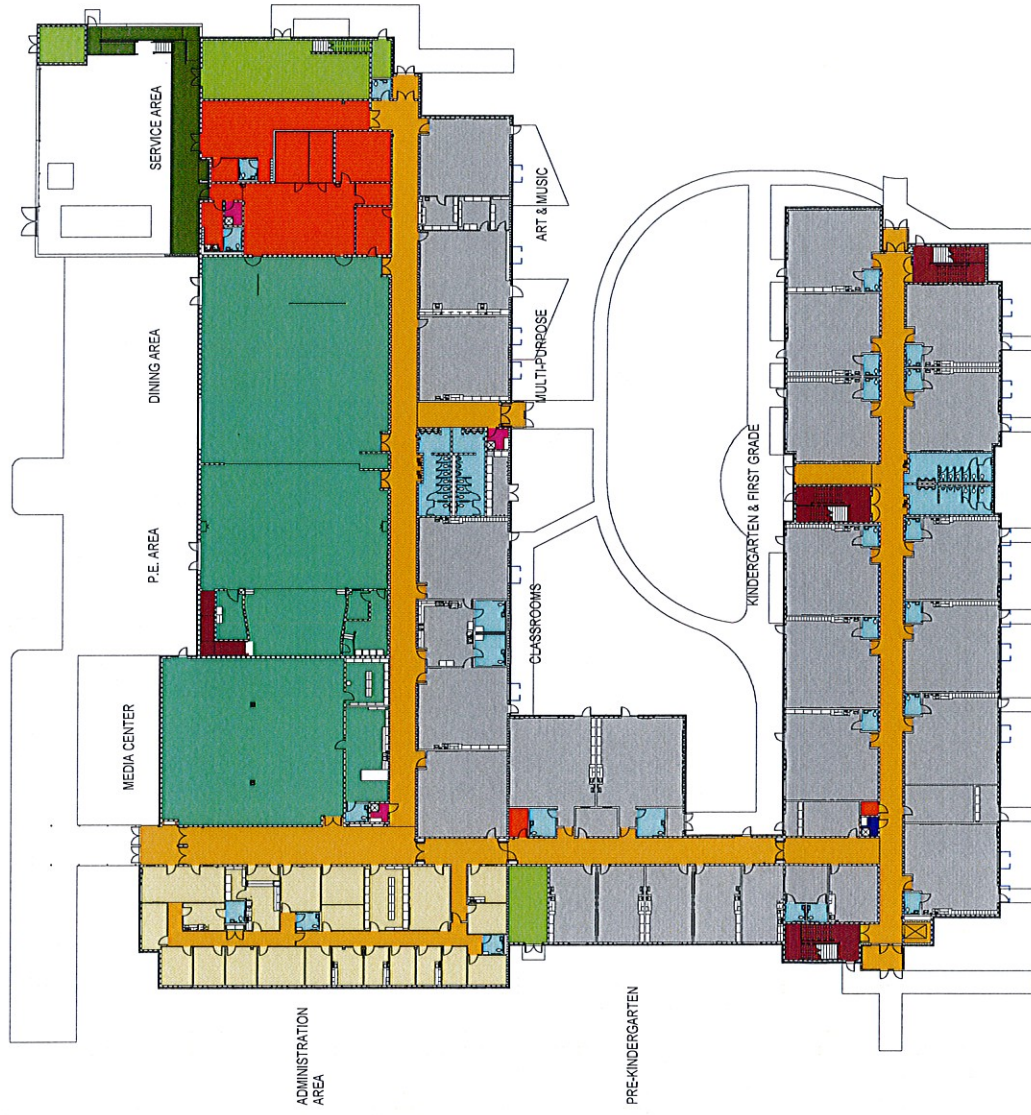 ADMINISTRATION
AREA
MEDIA CENTER
P.E. AREA
DINING AREA
SERVICE AREA
PRE-KINDERGARTEN
CLASSROOMS
MULTI-PURPOSE
ART & MUSIC
KINDERGARTEN & FIRST GRADE